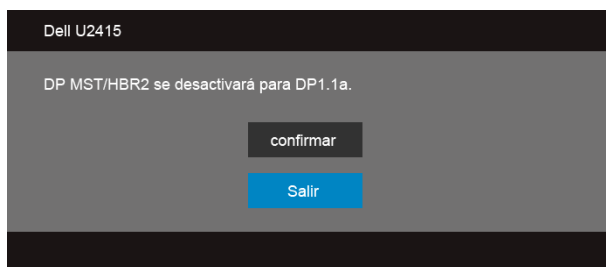 Dell U2415
DP MST/HBR2 se desactivará para DP1.1a.
confirmar
Salir